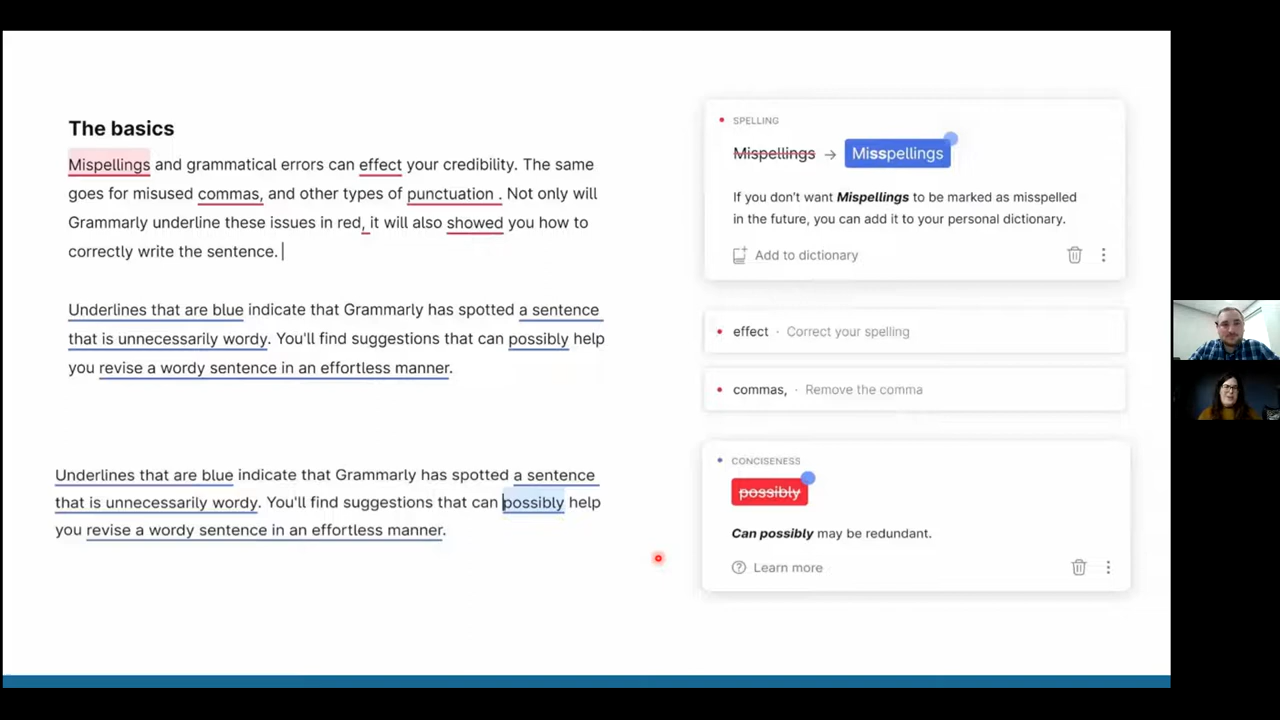 The basics
Mispellings and grammatical errors can effect your credibility. The same
goes for misused commas, and other types of punctuation . Not only will
Grammarly underline these issues in red, it will also showed you how to
correctly write the sentence.
Underlines that are blue indicate that Grammarly has spotted a sentence
that is unnecessarily wordy. You'll find suggestions that can possibly help
you revise a wordy sentence in an effortless manner.
Underlines that are blue indicate that Grammarly has spotted a sentence
that is unnecessarily wordy. You'll find suggestions that can possibly help
you revise a wordy sentence in an effortless manner.
SPELLING
Mispellings → Misspellings
If you don't want Mispellings to be marked as misspelled
in the future, you can add it to your personal dictionary.
Add to dictionary
effect · Correct your spelling
commas, · Remove the comma
CONCISENESS
possibly
Can possibly may be redundant.
Learn more